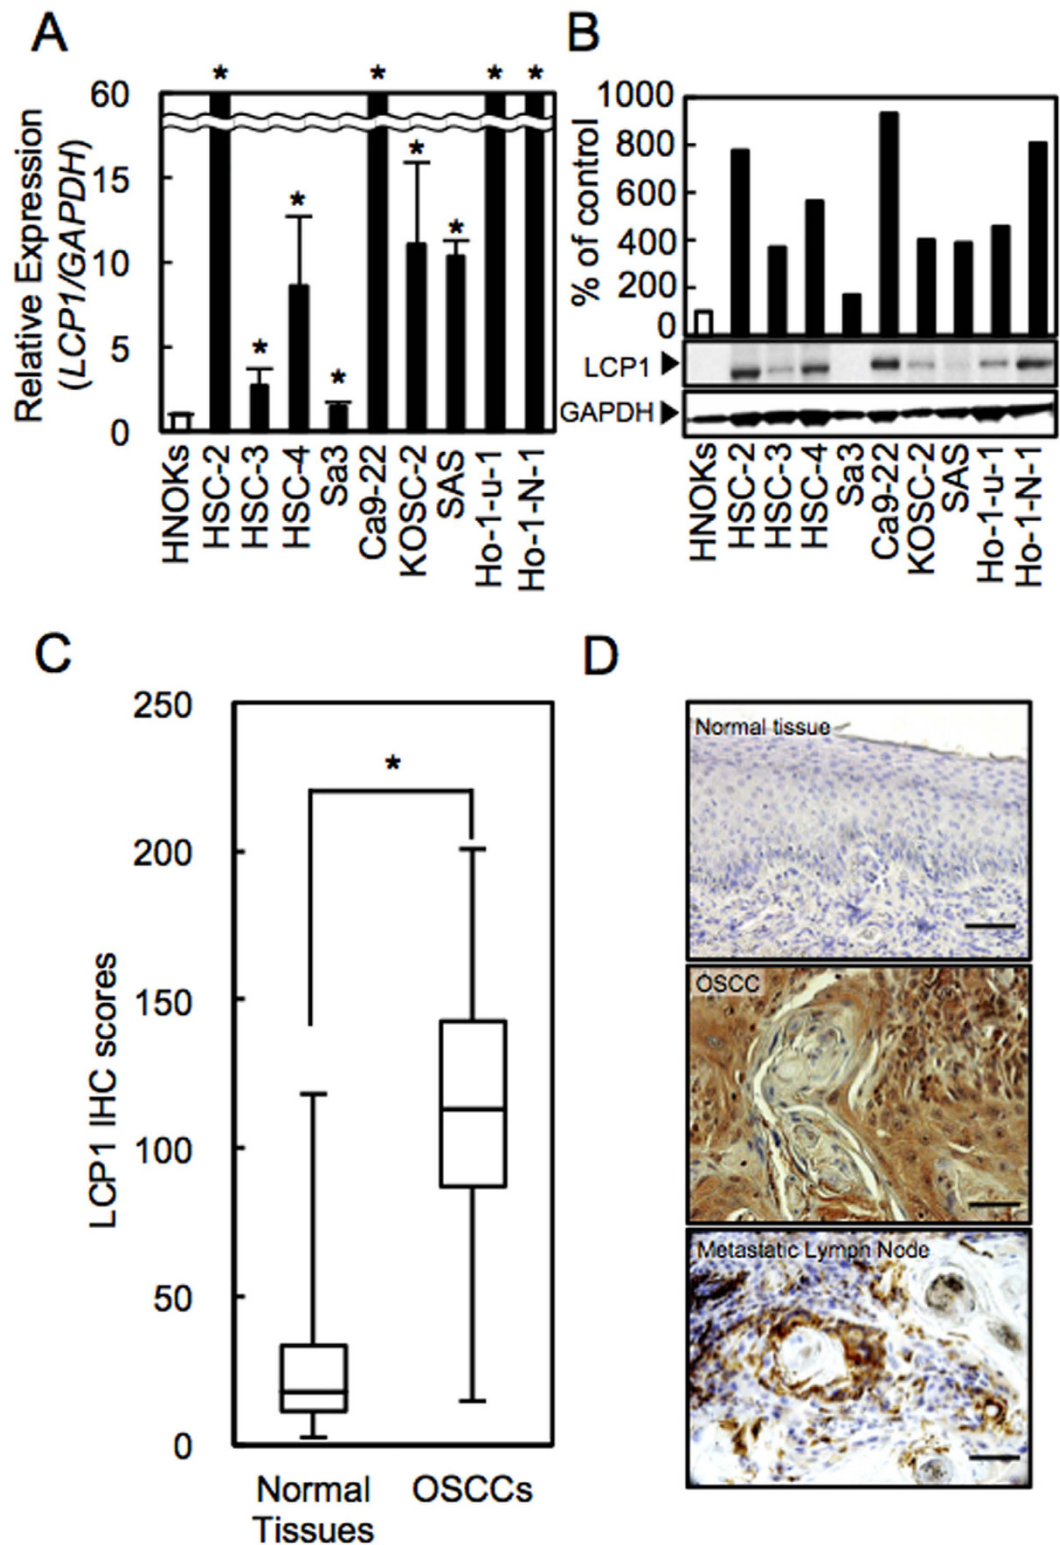 A
Relative Expression
(LCP1/GAPDH)
60
15
10
5
0
* * * *
*
*
*
*
*
HNOKs
HSC-2
HSC-3
HSC-4
Sa3
Ca9-22
KOSC-2
SAS
Ho-1-u-1
Ho-1-N-1
B
% of control
1000
800
600
400
200
0
LCP1
GAPDH
HNOKs
HSC-2
HSC-3
HSC-4
Sa3
Ca9-22
KOSC-2
SAS
Ho-1-u-1
Ho-1-N-1
C
LCP1 IHC scores
250
200
150
100
50
0
*
Normal
Tissues
OSCCs
D
Normal tissue
OSCC
Metastatic Lymph Node